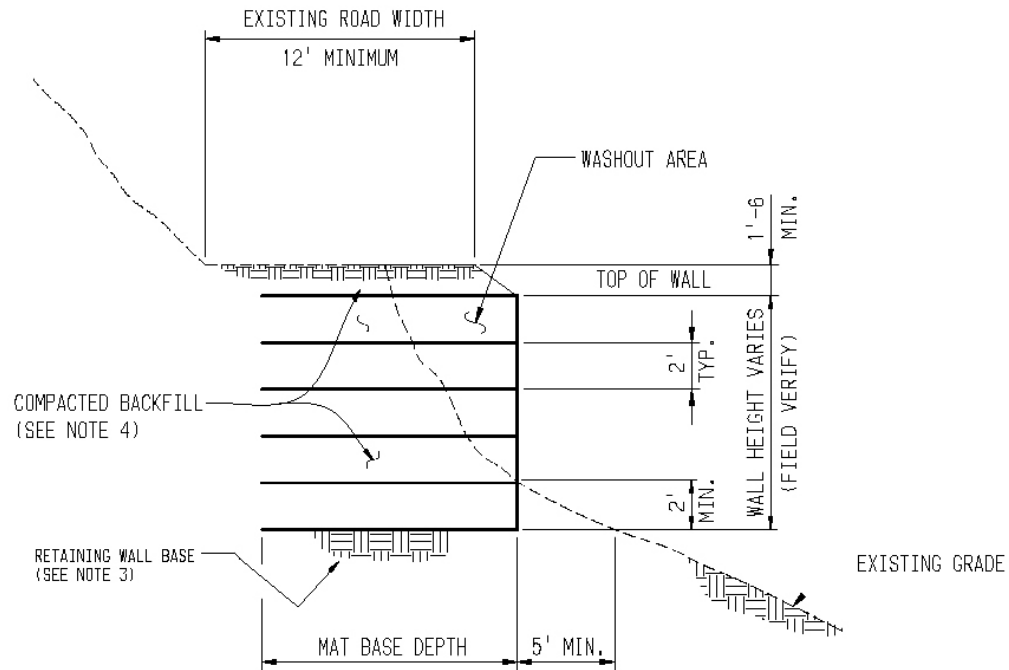 EXISTING ROAD WIDTH
12' MINIMUM
WASHOUT AREA
1'-6
MIN.
TOP OF WALL
2'
TYP.
WALL HEIGHT VARIES
(FIELD VERIFY)
COMPACTED BACKFILL
(SEE NOTE 4)
2'
MIN.
RETAINING WALL BASE
(SEE NOTE 3)
EXISTING GRADE
MAT BASE DEPTH
5' MIN.